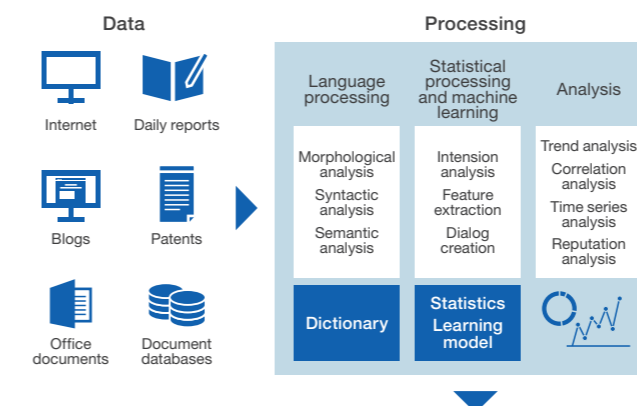 Data
Internet
Daily reports
Blogs
Patents
Office
documents
Document
databases
Processing
Language
processing
Morphological
analysis
Syntactic
analysis
Semantic
analysis
Dictionary
Statistical
processing
and machine
learning
Intension
analysis
Feature
extraction
Dialog
creation
Statistics
Learning
model
Analysis
Trend analysis
Correlation
analysis
Time series
analysis
Reputation
analysis